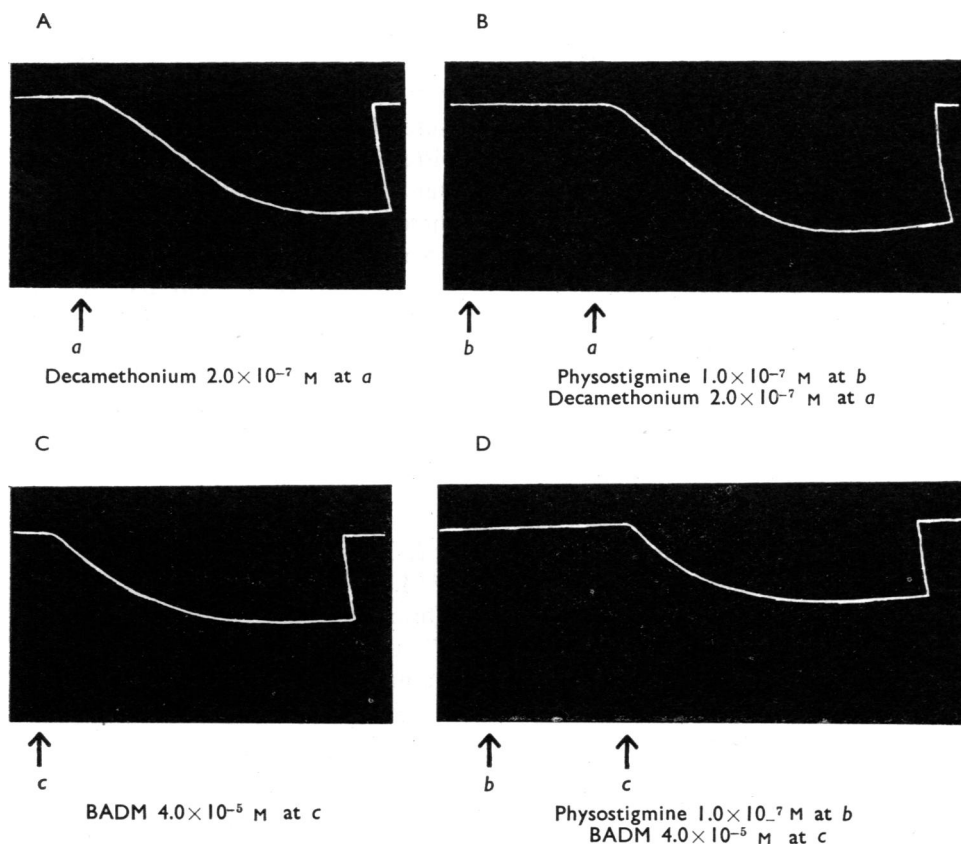 A
B
a
b
a
Decamethonium 2.0×10⁻⁷ M at a
Physostigmine 1.0×10⁻⁷ M at b
Decamethonium 2.0×10⁻⁷ M at a
C
D
c
b
c
BADM 4.0×10⁻⁵ M at c
Physostigmine 1.0×10_⁷ M at b
BADM 4.0×10⁻⁵ M at c